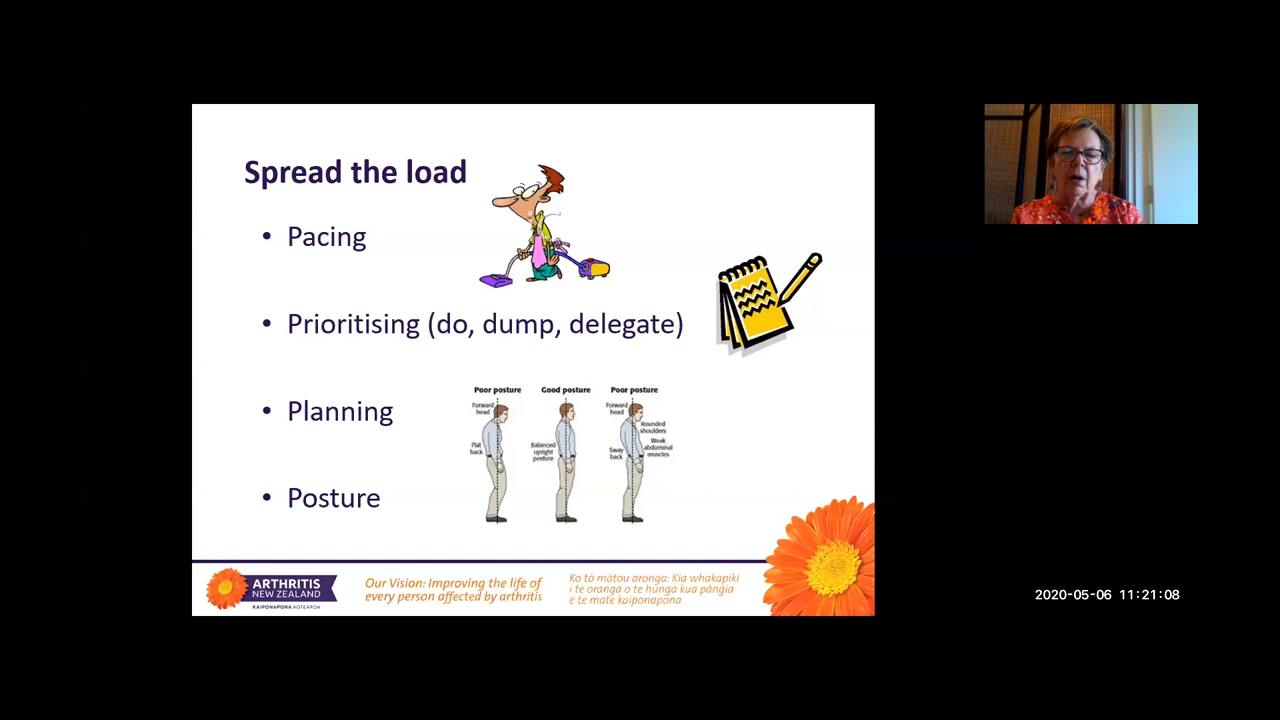 Spread the load
• Pacing
• Prioritising (do, dump, delegate)
• Planning
• Posture
Poor posture
Good posture
Poor posture
Forward
head
Flat
back
Balanced
upright
posture
Forward
head
Rounded
shoulders
Weak
abdominal
muscles
Sway
back
ARTHRITIS
NEW ZEALAND
KAIPONAPONA AOTEAROA
Our Vision: Improving the life of
every person affected by arthritis
Ko tō mātou aronga: Kia whakapiki
i te oranga o te hunga kua pāngia
e te mate kaiponapona
2020-05-06 11:21:08